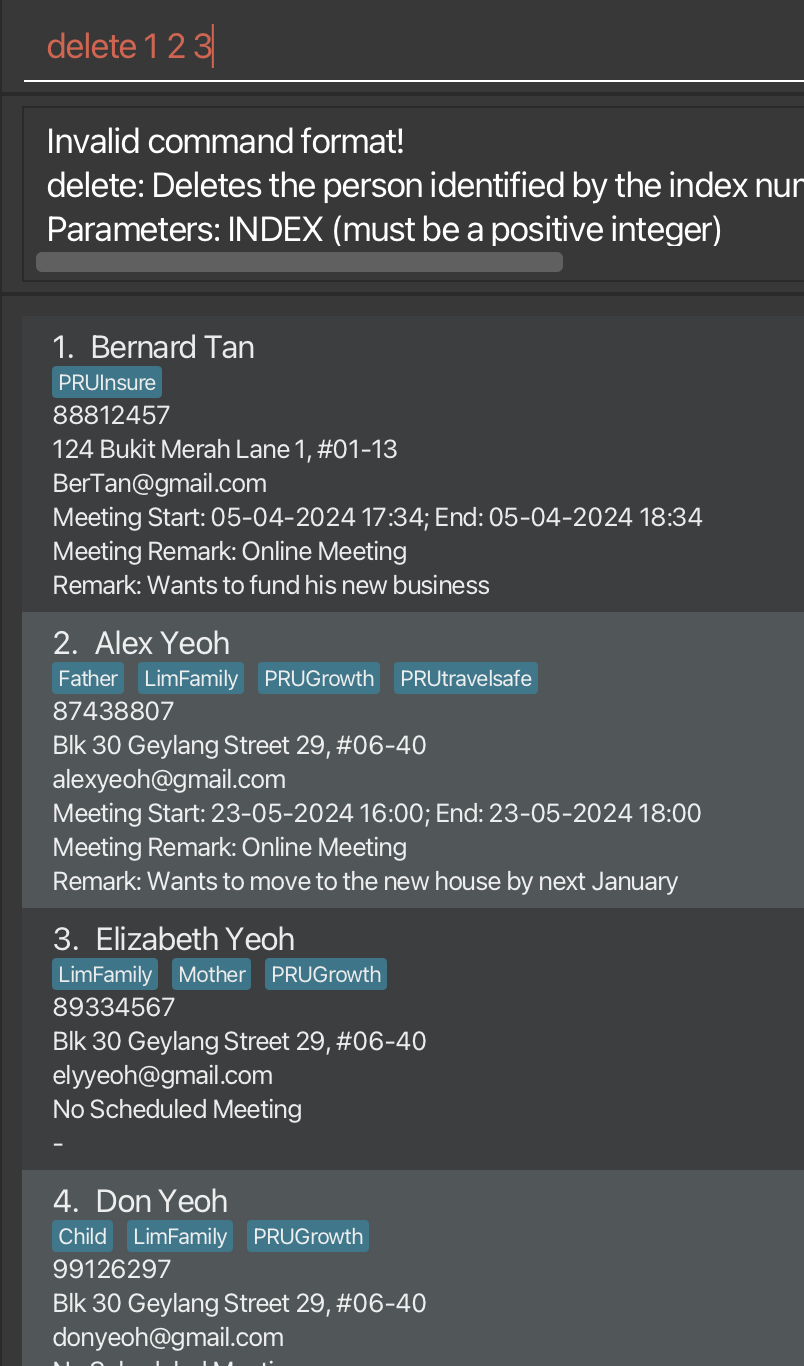 delete 1 2 3
Invalid command format!
delete: Deletes the person identified by the index
Parameters: INDEX (must be a positive integer)
1. Bernard Tan
PRUInsure
88812457
124 Bukit Merah Lane 1, #01-13
BerTan@gmail.com
Meeting Start: 05-04-2024 17:34; End: 05-04-2024 18:34
Meeting Remark: Online Meeting
Remark: Wants to fund his new business
2. Alex Yeoh
Father LimFamily PRUGrowth PRUtravelsafe
87438807
Blk 30 Geylang Street 29, #06-40
alexyeoh@gmail.com
Meeting Start: 23-05-2024 16:00; End: 23-05-2024 18:00
Meeting Remark: Online Meeting
Remark: Wants to move to the new house by next January
3. Elizabeth Yeoh
LimFamily Mother PRUGrowth
89334567
Blk 30 Geylang Street 29, #06-40
elyyeoh@gmail.com
No Scheduled Meeting
-
4. Don Yeoh
Child LimFamily PRUGrowth
99126297
Blk 30 Geylang Street 29, #06-40
donyeoh@gmail.com